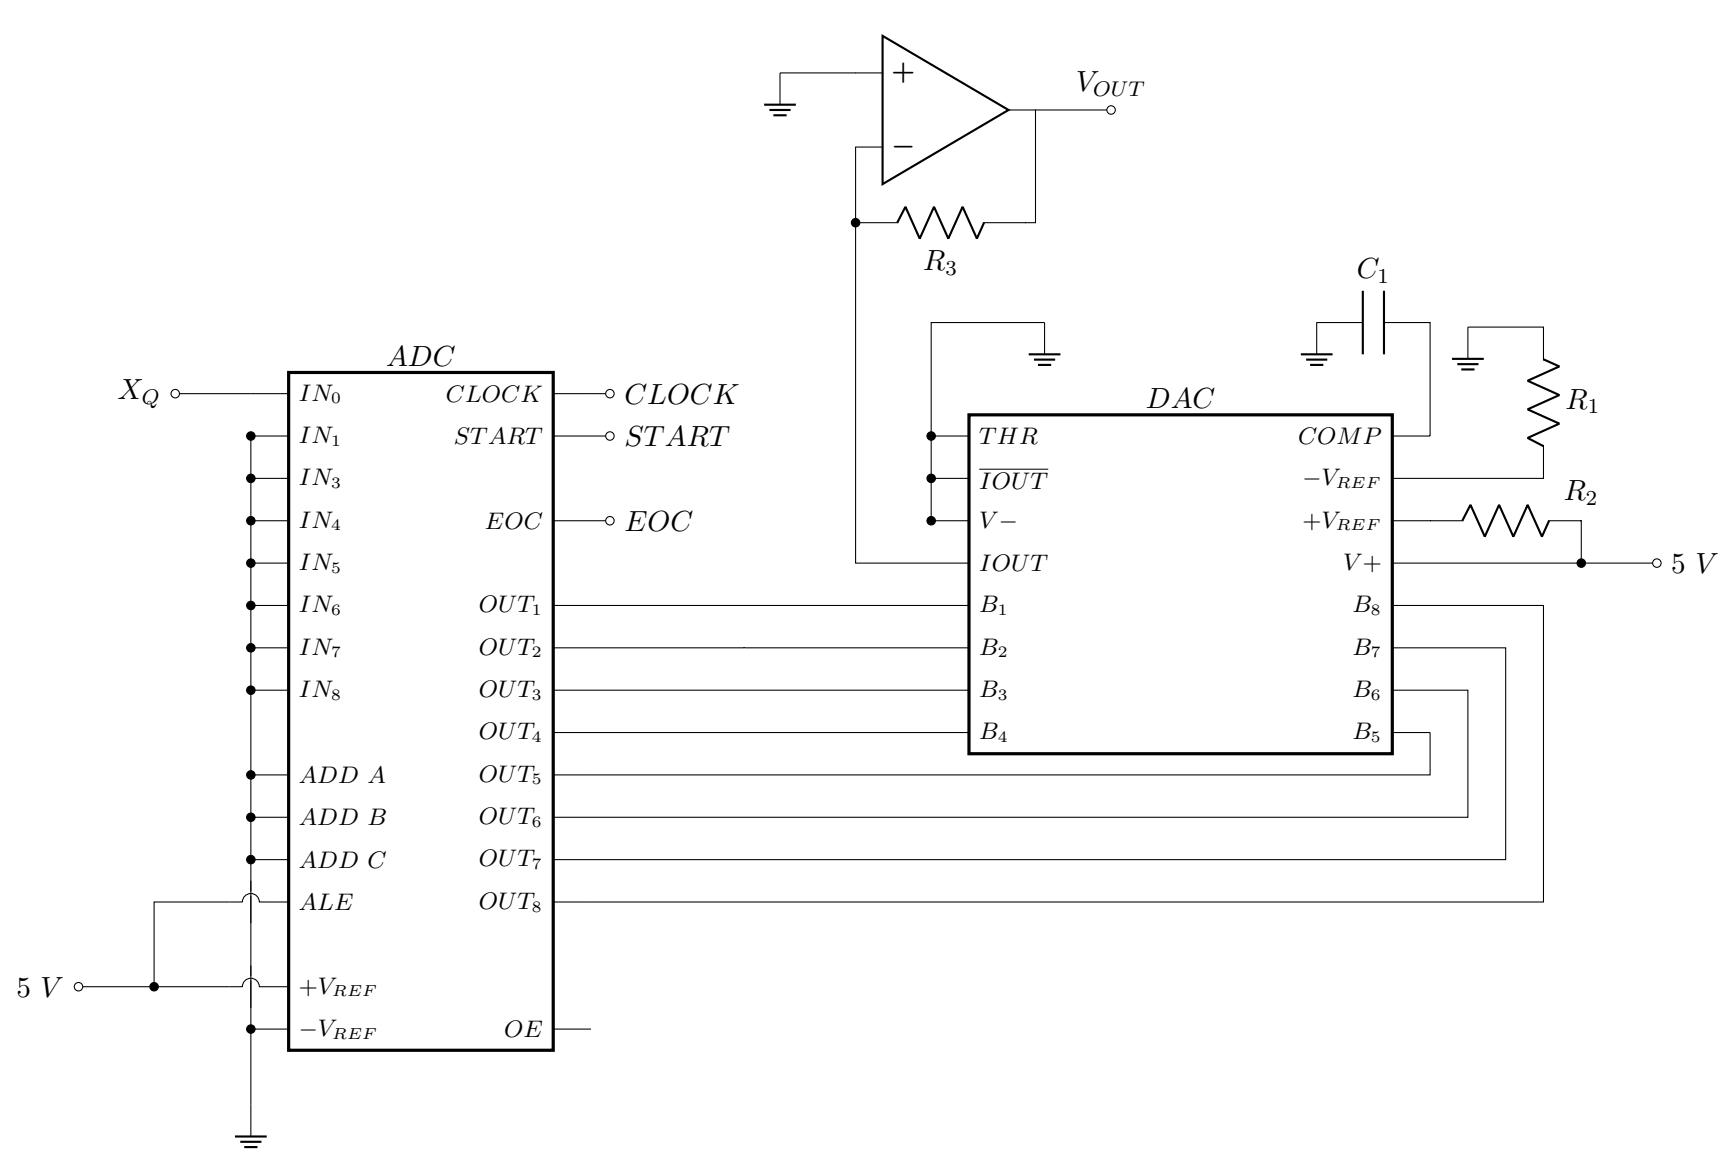 +
V_OUT
−
R_3
C_1
ADC
DAC
X_Q
IN_0
CLOCK
CLOCK
R_1
IN_1
START
START
THR
COMP
IN_3
\overline{IOUT}
−V_REF
R_2
IN_4
EOC
EOC
V−
+V_REF
IN_5
IOUT
V+
5 V
IN_6
OUT_1
B_1
B_8
IN_7
OUT_2
B_2
B_7
IN_8
OUT_3
B_3
B_6
OUT_4
B_4
B_5
ADD A
OUT_5
ADD B
OUT_6
ADD C
OUT_7
ALE
OUT_8
5 V
+V_REF
−V_REF
OE